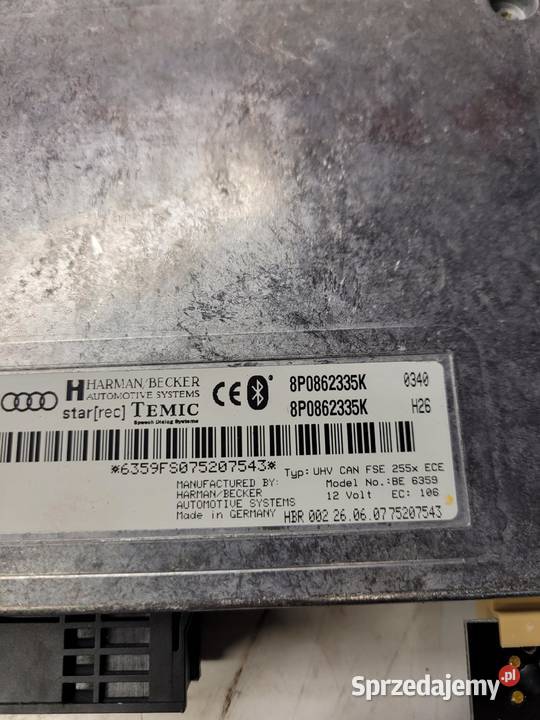 HARMAN/BECKER
AUTOMOTIVE SYSTEMS
star[rec] TEMIC
Speech Dialog Systems
CE
8P0862335K 0340
8P0862335K H26
*6359FS075207543*
Typ: UHV CAN FSE 255x ECE
Model No.: BE 6359
12 Volt EC: 106
MANUFACTURED BY:
HARMAN/BECKER
AUTOMOTIVE SYSTEMS
Made in GERMANY
HBR 002 26.06.07 75207543
Sprzedajemy.pl